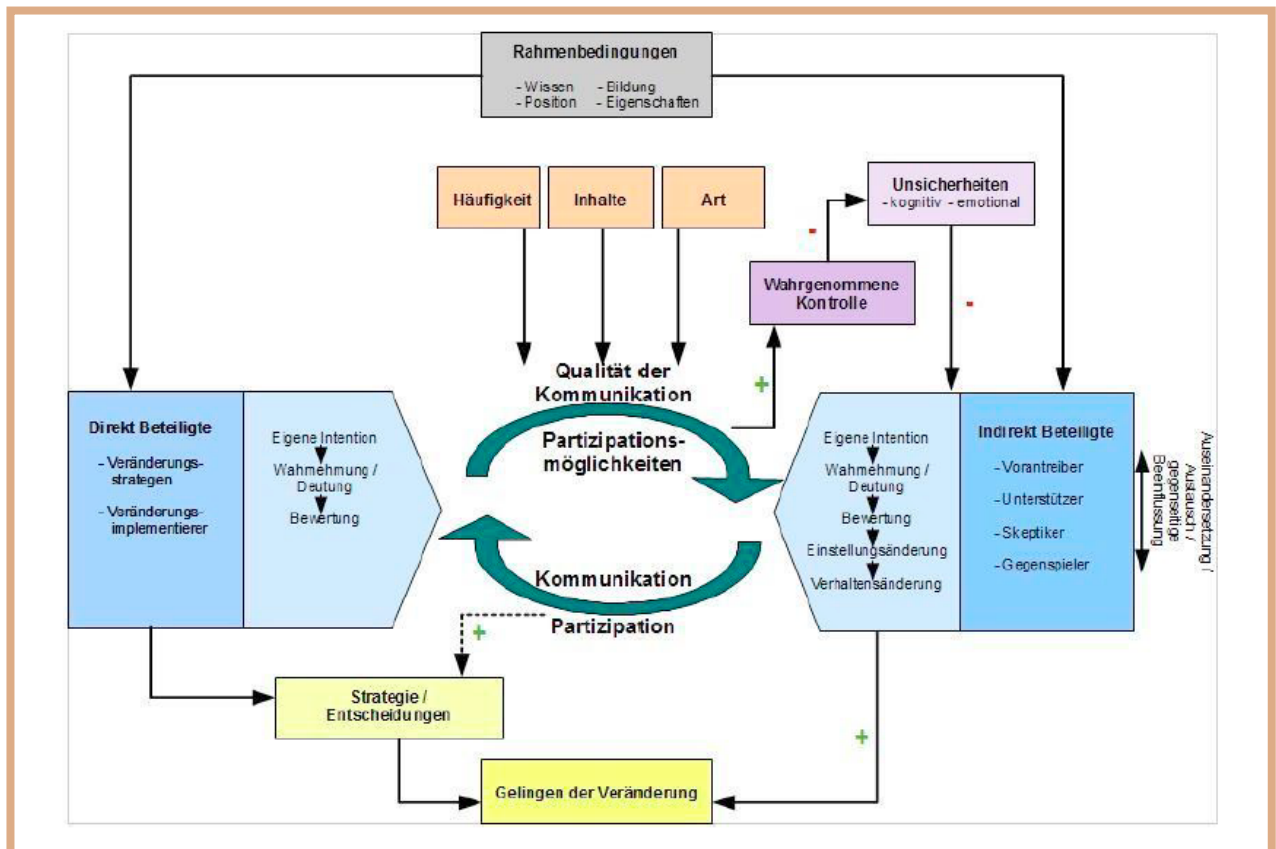 Rahmenbedingungen
- Wissen - Bildung
- Position - Eigenschaften
Häufigkeit
Inhalte
Art
Unsicherheiten
- kognitiv - emotional
-
Wahrgenommene
Kontrolle
-
+
Qualität der
Kommunikation
Partizipations-
möglichkeiten
Direkt Beteiligte
- Veränderungs-
strategen
- Veränderungs-
implementierer
Eigene Intention
Wahrnehmung /
Deutung
Bewertung
Eigene Intention
Wahrnehmung /
Deutung
Bewertung
Einstellungsänderung
Verhaltensänderung
Indirekt Beteiligte
- Vorantreiber
- Unterstützer
- Skeptiker
- Gegenspieler
Auseinandersetzung /
Austausch /
gegenseitige
Beeinflussung
Kommunikation
Partizipation
+
Strategie /
Entscheidungen
+
Gelingen der Veränderung